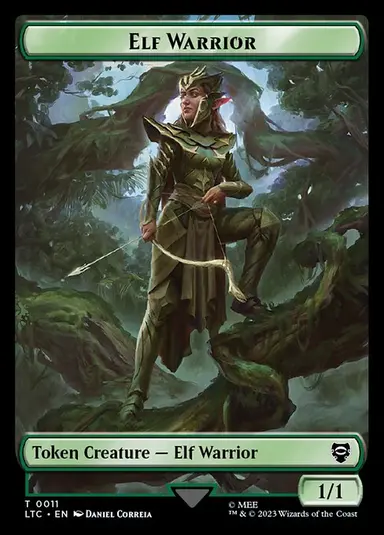 Elf Warrior
Token Creature — Elf Warrior
1/1
T 0011
LTC • EN Daniel Correia
© MEE
™ & © 2023 Wizards of the Coast